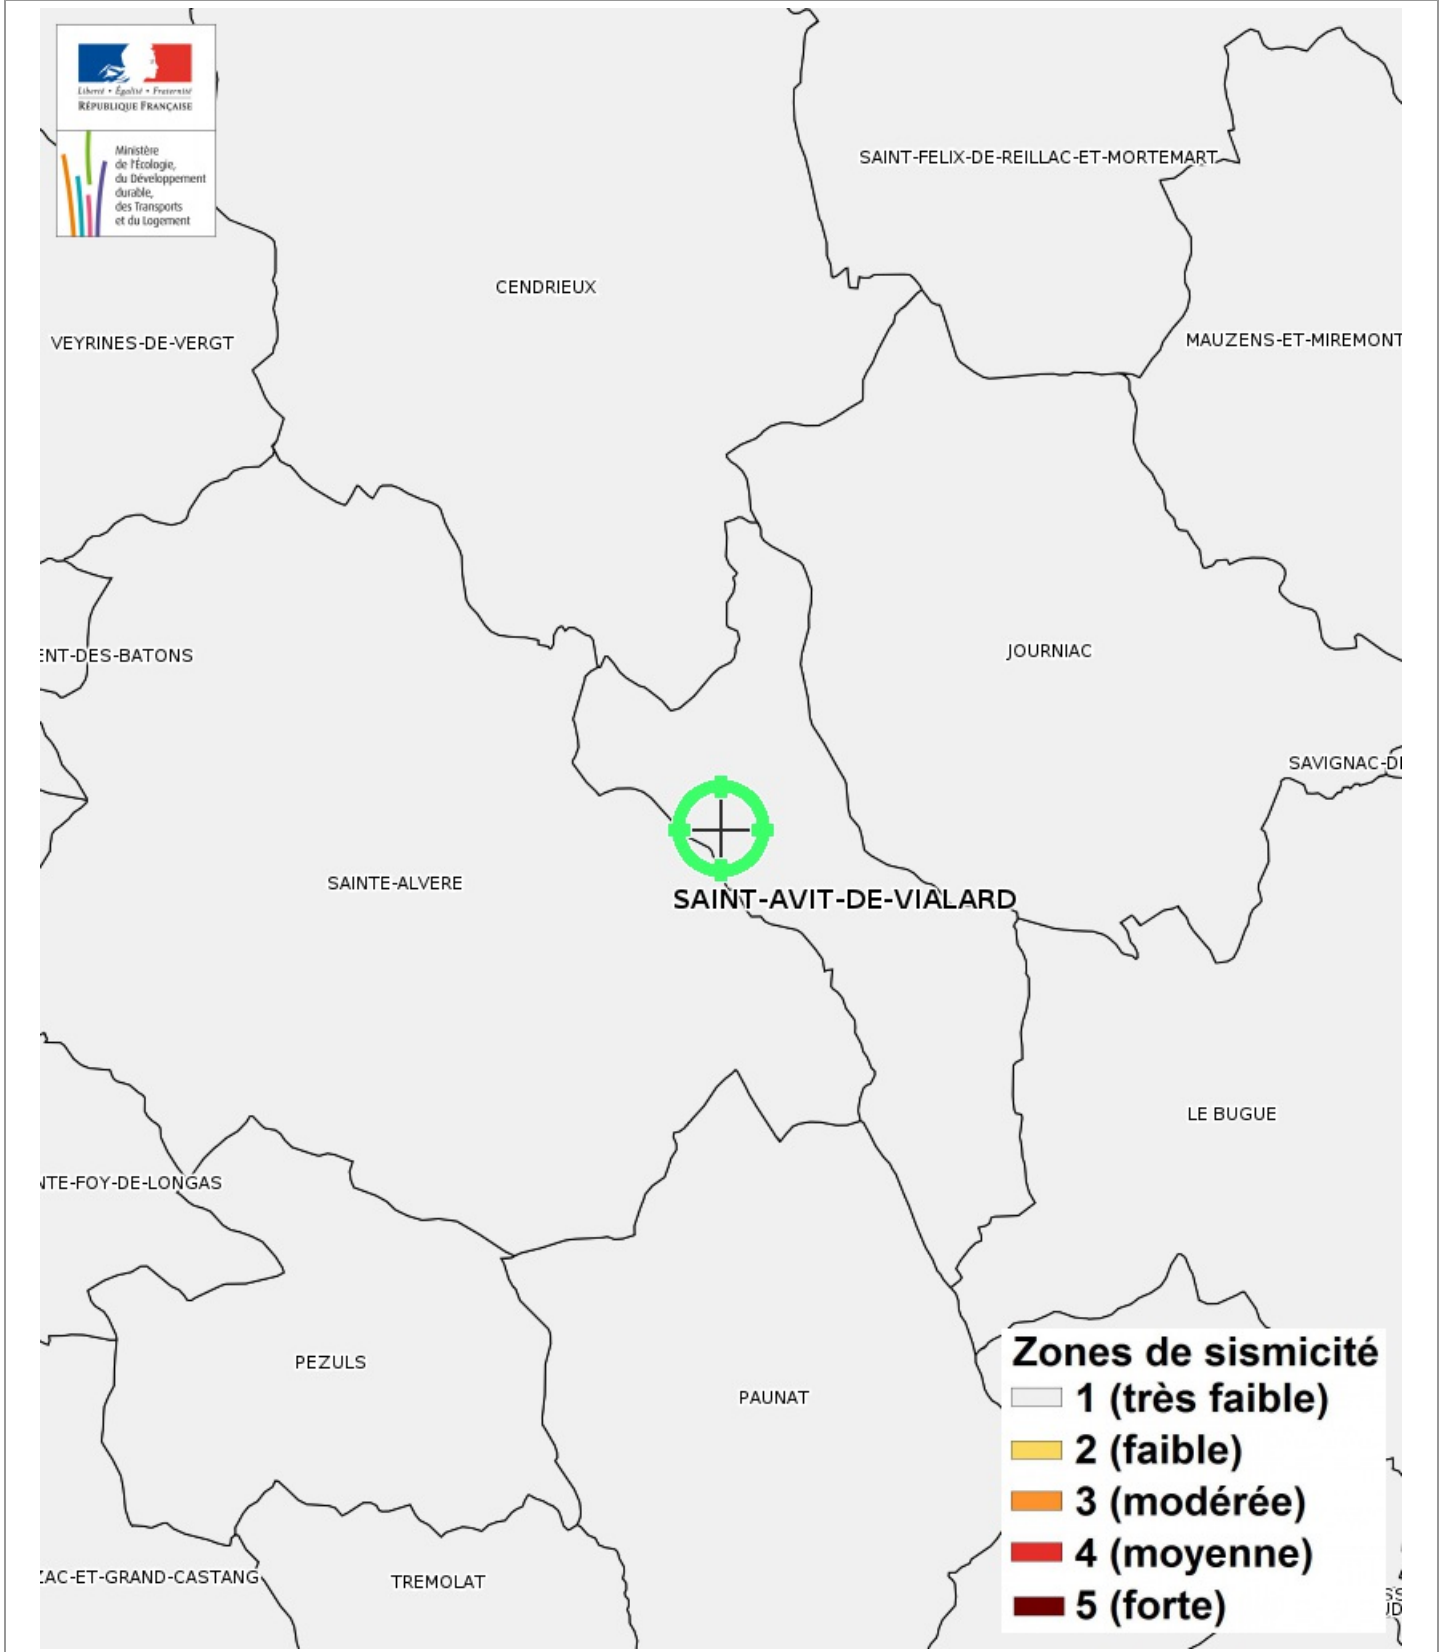 Liberté • Égalité • Fraternité
RÉPUBLIQUE FRANÇAISE
Ministère
de l'Écologie,
du Développement
durable,
des Transports
et du Logement
SAINT-FELIX-DE-REILLAC-ET-MORTEMART
CENDRIEUX
VEYRINES-DE-VERGT
MAUZENS-ET-MIREMONT
ENT-DES-BATONS
JOURNIAC
SAVIGNAC-D
SAINTE-ALVERE
SAINT-AVIT-DE-VIALARD
LE BUGUE
NTE-FOY-DE-LONGAS
PEZULS
PAUNAT
ZAC-ET-GRAND-CASTANG
TREMOLAT
Zones de sismicité
1 (très faible)
2 (faible)
3 (modérée)
4 (moyenne)
5 (forte)